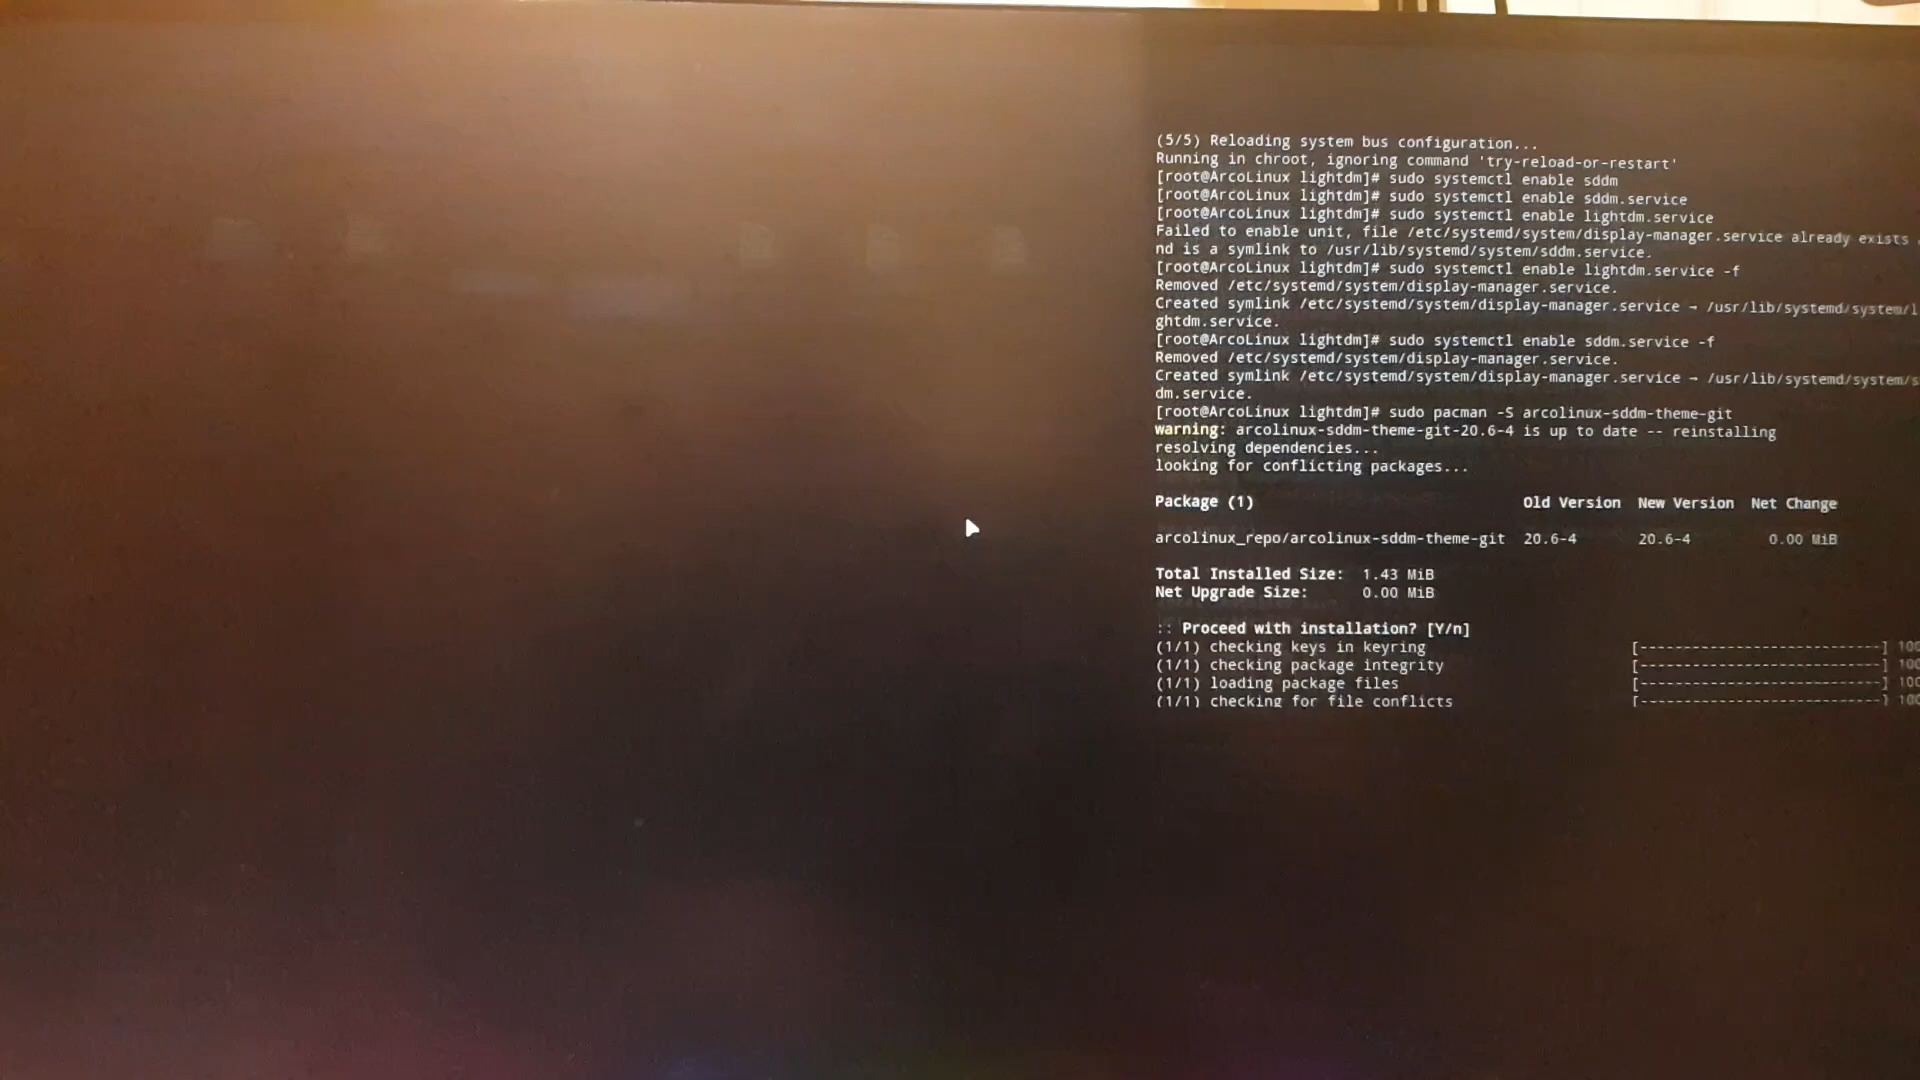 (5/5) Reloading system bus configuration...
Running in chroot, ignoring command 'try-reload-or-restart'
[root@ArcoLinux lightdm]# sudo systemctl enable sddm
[root@ArcoLinux lightdm]# sudo systemctl enable sddm.service
[root@ArcoLinux lightdm]# sudo systemctl enable lightdm.service
Failed to enable unit, file /etc/systemd/system/display-manager.service already exists
nd is a symlink to /usr/lib/systemd/system/sddm.service.
[root@ArcoLinux lightdm]# sudo systemctl enable lightdm.service -f
Removed /etc/systemd/system/display-manager.service.
Created symlink /etc/systemd/system/display-manager.service → /usr/lib/systemd/system/l
ghtdm.service.
[root@ArcoLinux lightdm]# sudo systemctl enable sddm.service -f
Removed /etc/systemd/system/display-manager.service.
Created symlink /etc/systemd/system/display-manager.service → /usr/lib/systemd/system/s
dm.service.
[root@ArcoLinux lightdm]# sudo pacman -S arcolinux-sddm-theme-git
warning: arcolinux-sddm-theme-git-20.6-4 is up to date -- reinstalling
resolving dependencies...
looking for conflicting packages...
Package (1) Old Version New Version Net Change
arcolinux_repo/arcolinux-sddm-theme-git 20.6-4 20.6-4 0.00 MiB
Total Installed Size: 1.43 MiB
Net Upgrade Size: 0.00 MiB
:: Proceed with installation? [Y/n]
(1/1) checking keys in keyring [---------------------------] 100
(1/1) checking package integrity [---------------------------] 100
(1/1) loading package files [---------------------------] 100
(1/1) checking for file conflicts [---------------------------] 100